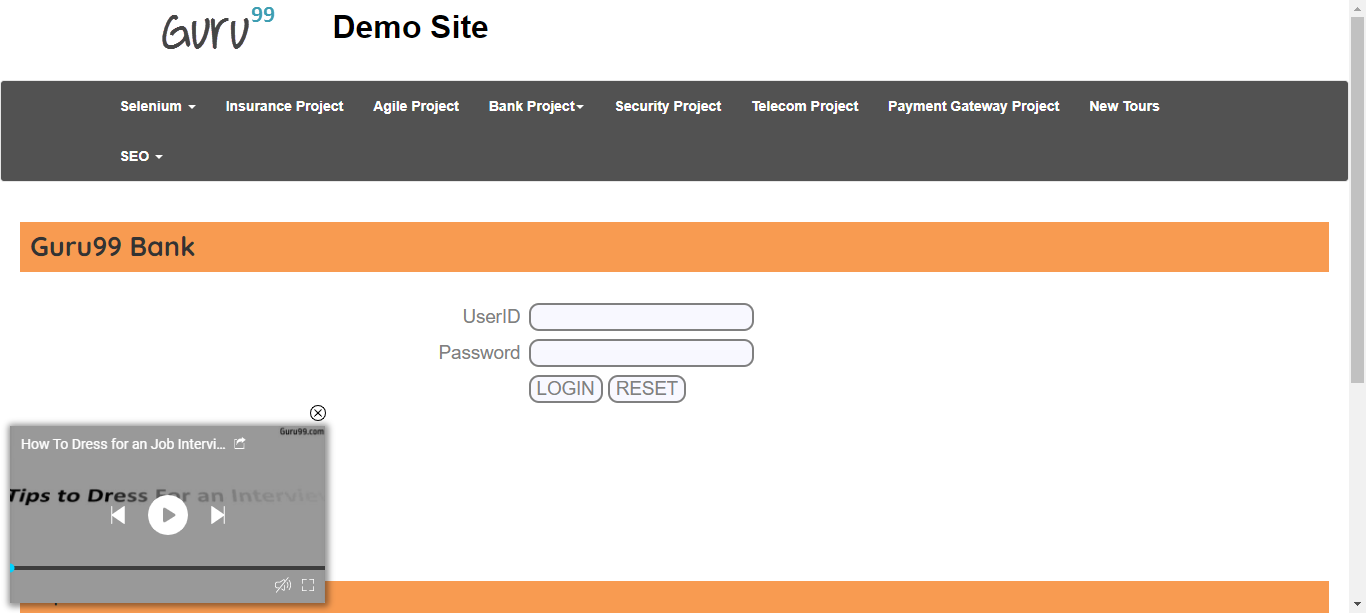 Guru99
Demo Site
Selenium Insurance Project Agile Project Bank Project Security Project Telecom Project Payment Gateway Project New Tours
SEO
Guru99 Bank
UserID
Password
LOGIN RESET
Guru99.com
How To Dress for an Job Intervi...
Tips to Dress For an Intervie